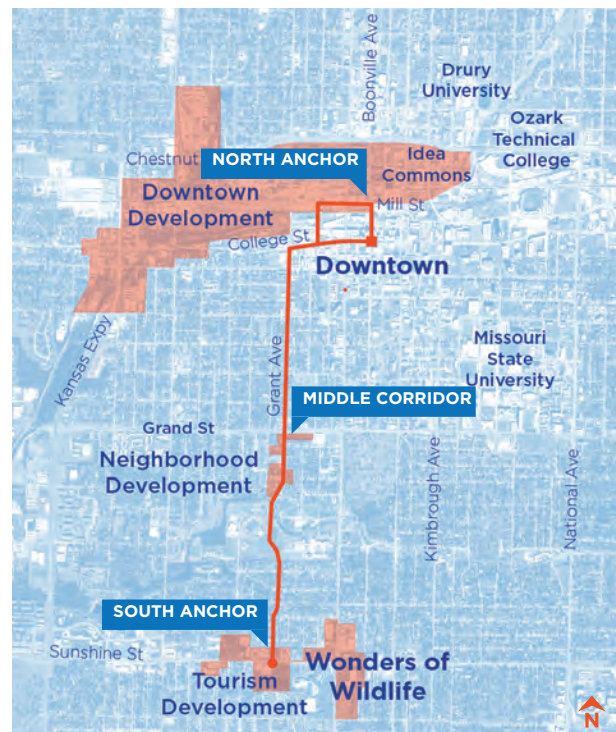 Boonville Ave
Drury
University
Ozark
Technical
College
Chestnut
NORTH ANCHOR
Idea
Commons
Downtown
Development
Mill St
College St
Downtown
Kansas Expy
Grant Ave
Missouri
State
University
MIDDLE CORRIDOR
Grand St
Neighborhood
Development
Kimbrough Ave
National Ave
SOUTH ANCHOR
Sunshine St
Wonders of
Wildlife
Tourism
Development
N